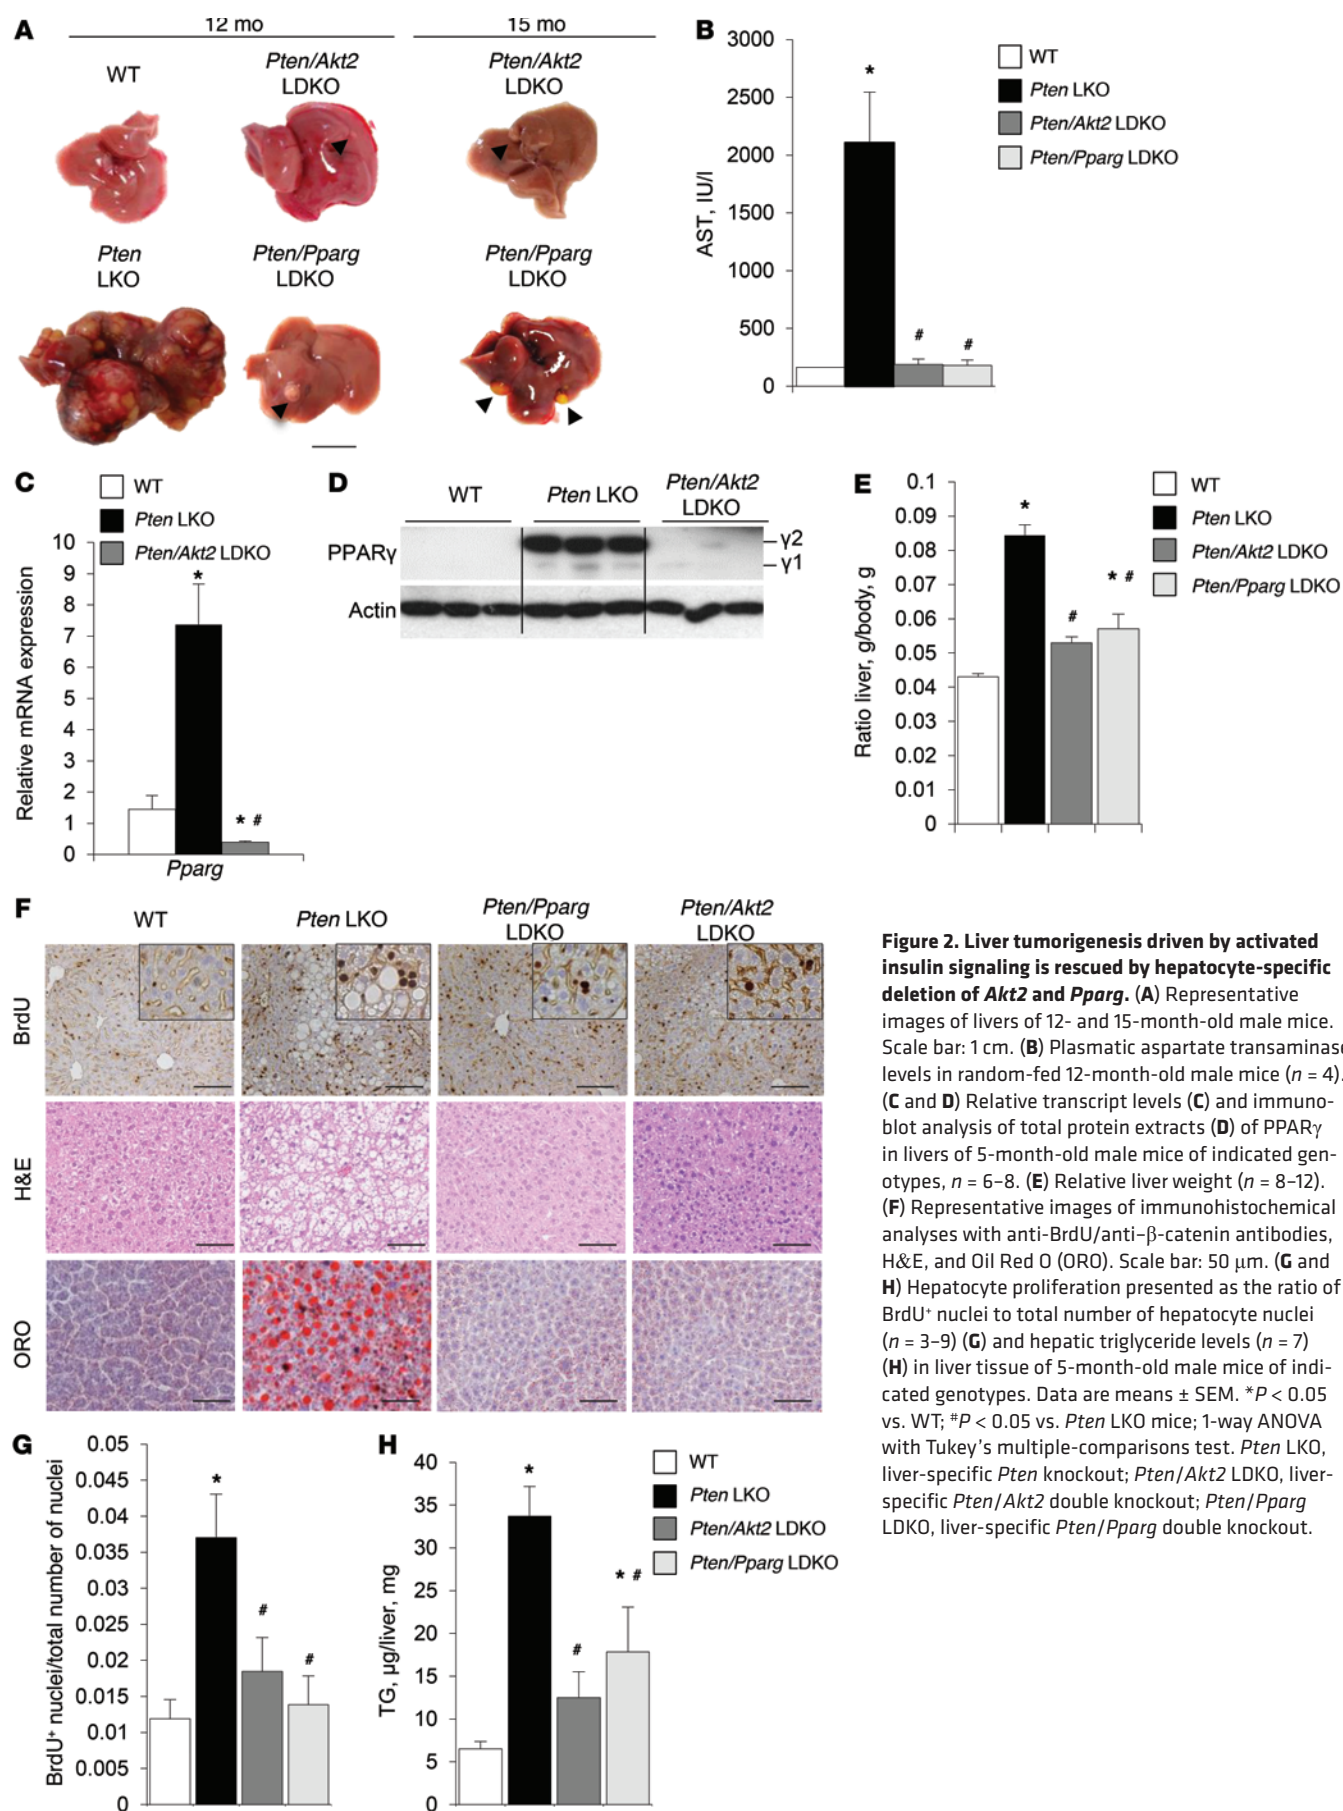 A
12 mo
15 mo
WT
Pten/Akt2
LDKO
Pten/Akt2
LDKO
Pten
LKO
Pten/Pparg
LDKO
Pten/Pparg
LDKO
B
3000
2500
2000
1500
1000
500
0
AST, IU/l
*
#
#
WT
Pten LKO
Pten/Akt2 LDKO
Pten/Pparg LDKO
C
WT
Pten LKO
Pten/Akt2 LDKO
10
9
8
7
6
5
4
3
2
1
0
Relative mRNA expression
*
* #
Pparg
D
WT
Pten LKO
Pten/Akt2
LDKO
PPARγ
γ2
γ1
Actin
E
0.1
0.09
0.08
0.07
0.06
0.05
0.04
0.03
0.02
0.01
0
Ratio liver, g/body, g
*
#
* #
WT
Pten LKO
Pten/Akt2 LDKO
Pten/Pparg LDKO
F
WT
Pten LKO
Pten/Pparg
LDKO
Pten/Akt2
LDKO
BrdU
H&E
ORO
G
0.05
0.045
0.04
0.035
0.03
0.025
0.02
0.015
0.01
0.005
0
BrdU⁺ nuclei/total number of nuclei
*
#
#
H
40
35
30
25
20
15
10
5
0
TG, µg/liver, mg
*
#
* #
WT
Pten LKO
Pten/Akt2 LDKO
Pten/Pparg LDKO
Figure 2. Liver tumorigenesis driven by activated
insulin signaling is rescued by hepatocyte-specific
deletion of Akt2 and Pparg. (A) Representative
images of livers of 12- and 15-month-old male mice.
Scale bar: 1 cm. (B) Plasmatic aspartate transaminase
levels in random-fed 12-month-old male mice (n = 4).
(C and D) Relative transcript levels (C) and immuno-
blot analysis of total protein extracts (D) of PPARγ
in livers of 5-month-old male mice of indicated gen-
otypes, n = 6–8. (E) Relative liver weight (n = 8–12).
(F) Representative images of immunohistochemical
analyses with anti-BrdU/anti–β-catenin antibodies,
H&E, and Oil Red O (ORO). Scale bar: 50 µm. (G and
H) Hepatocyte proliferation presented as the ratio of
BrdU⁺ nuclei to total number of hepatocyte nuclei
(n = 3–9) (G) and hepatic triglyceride levels (n = 7)
(H) in liver tissue of 5-month-old male mice of indi-
cated genotypes. Data are means ± SEM. *P < 0.05
vs. WT; #P < 0.05 vs. Pten LKO mice; 1-way ANOVA
with Tukey's multiple-comparisons test. Pten LKO,
liver-specific Pten knockout; Pten/Akt2 LDKO, liver-
specific Pten/Akt2 double knockout; Pten/Pparg
LDKO, liver-specific Pten/Pparg double knockout.